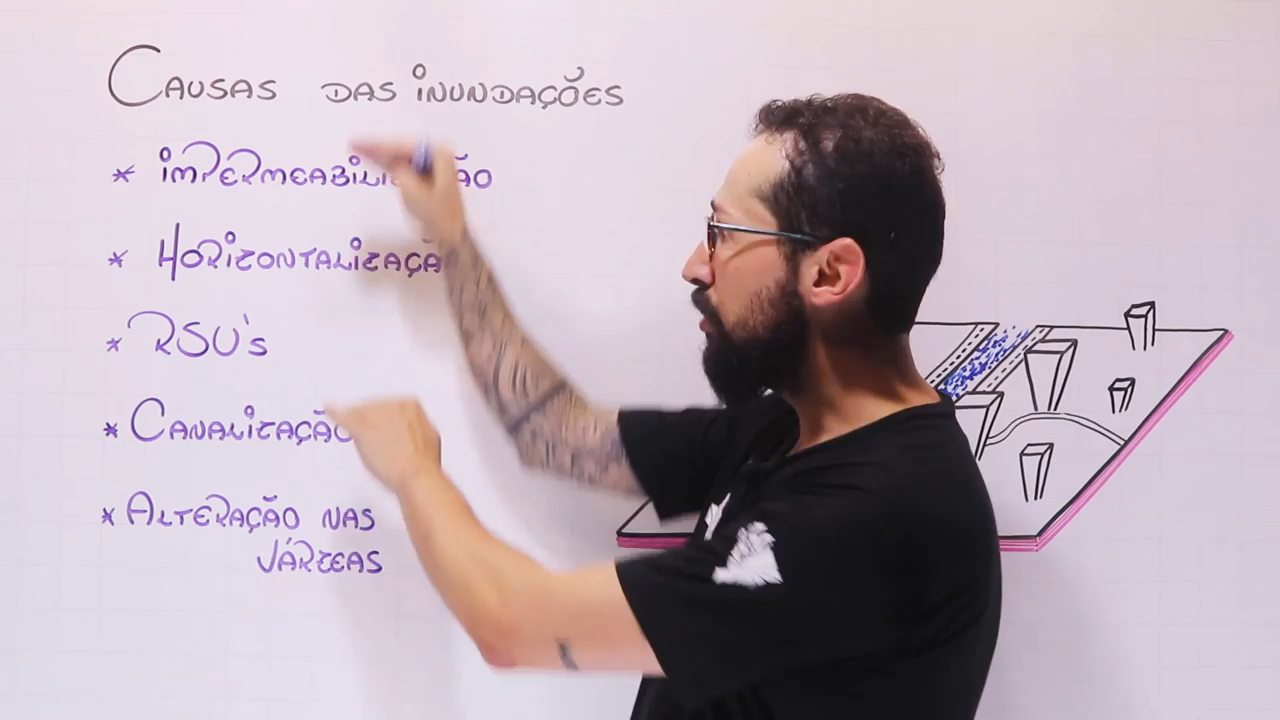 Causas das inundações
* Impermeabilização
* Horizontalização
* RSU's
* Canalização
* Alteração nas
várzeas